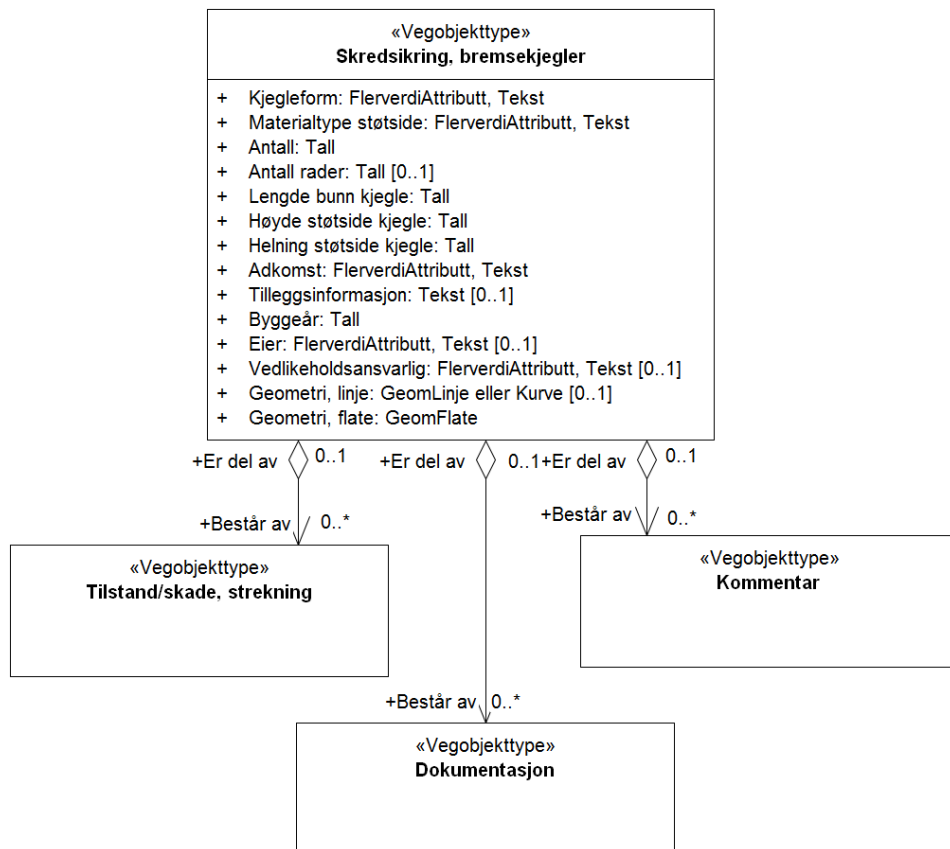 «Vegobjekttype»
Skredsikring, bremsekjegler
+ Kjegleform: FlerverdiAttributt, Tekst
+ Materialtype støtside: FlerverdiAttributt, Tekst
+ Antall: Tall
+ Antall rader: Tall [0..1]
+ Lengde bunn kjegle: Tall
+ Høyde støtside kjegle: Tall
+ Helning støtside kjegle: Tall
+ Adkomst: FlerverdiAttributt, Tekst
+ Tilleggsinformasjon: Tekst [0..1]
+ Byggeår: Tall
+ Eier: FlerverdiAttributt, Tekst [0..1]
+ Vedlikeholdsansvarlig: FlerverdiAttributt, Tekst [0..1]
+ Geometri, linje: GeomLinje eller Kurve [0..1]
+ Geometri, flate: GeomFlate
+Er del av 0..1 +Er del av 0..1 +Er del av 0..1
+Består av 0..* +Består av 0..*
«Vegobjekttype»
Tilstand/skade, strekning
«Vegobjekttype»
Kommentar
+Består av 0..*
«Vegobjekttype»
Dokumentasjon